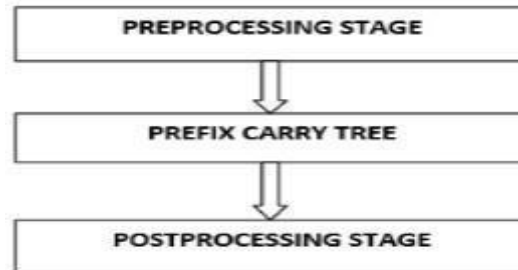 PREPROCESSING STAGE
PREFIX CARRY TREE
POSTPROCESSING STAGE